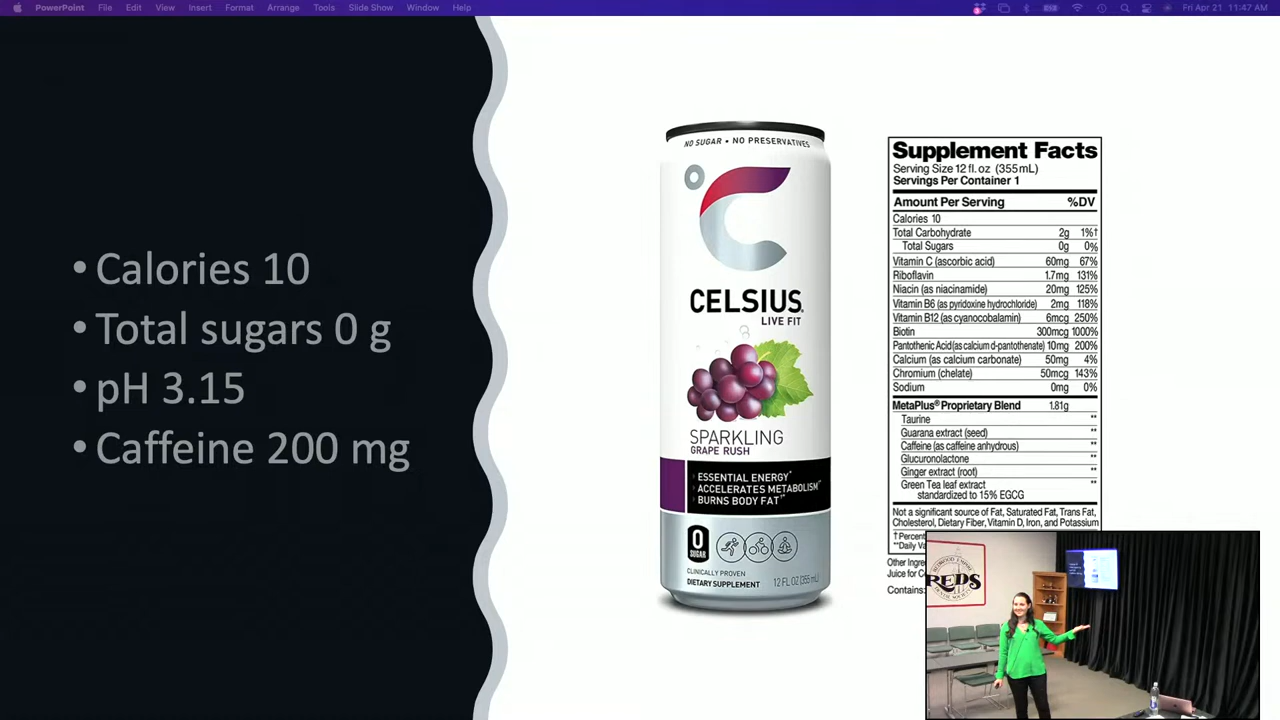 PowerPoint File Edit View Insert Format Arrange Tools Slide Show Window Help Fri Apr 21 11:47 AM
• Calories 10
• Total sugars 0 g
• pH 3.15
• Caffeine 200 mg
NO SUGAR • NO PRESERVATIVES
CELSIUS
LIVE FIT
SPARKLING
GRAPE RUSH
ESSENTIAL ENERGY*
ACCELERATES METABOLISM*†
BURNS BODY FAT*†
0
SUGAR
CLINICALLY PROVEN
DIETARY SUPPLEMENT 12 FL OZ (355 mL)
Supplement Facts
Serving Size 12 fl. oz (355mL)
Servings Per Container 1
Amount Per Serving %DV
Calories 10
Total Carbohydrate 2g 1%†
Total Sugars 0g 0%
Vitamin C (ascorbic acid) 60mg 67%
Riboflavin 1.7mg 131%
Niacin (as niacinamide) 20mg 125%
Vitamin B6 (as pyridoxine hydrochloride) 2mg 118%
Vitamin B12 (as cyanocobalamin) 6mcg 250%
Biotin 300mcg 1000%
Pantothenic Acid (as calcium d-pantothenate) 10mg 200%
Calcium (as calcium carbonate) 50mg 4%
Chromium (chelate) 50mcg 143%
Sodium 0mg 0%
MetaPlus® Proprietary Blend 1.81g
Taurine **
Guarana extract (seed) **
Caffeine (as caffeine anhydrous) **
Glucuronolactone **
Ginger extract (root) **
Green Tea leaf extract **
standardized to 15% EGCG
Not a significant source of Fat, Saturated Fat, Trans Fat,
Cholesterol, Dietary Fiber, Vitamin D, Iron, and Potassium
† Percent
**Daily Va
Other Ingre
Juice for C
Contains:
REDS